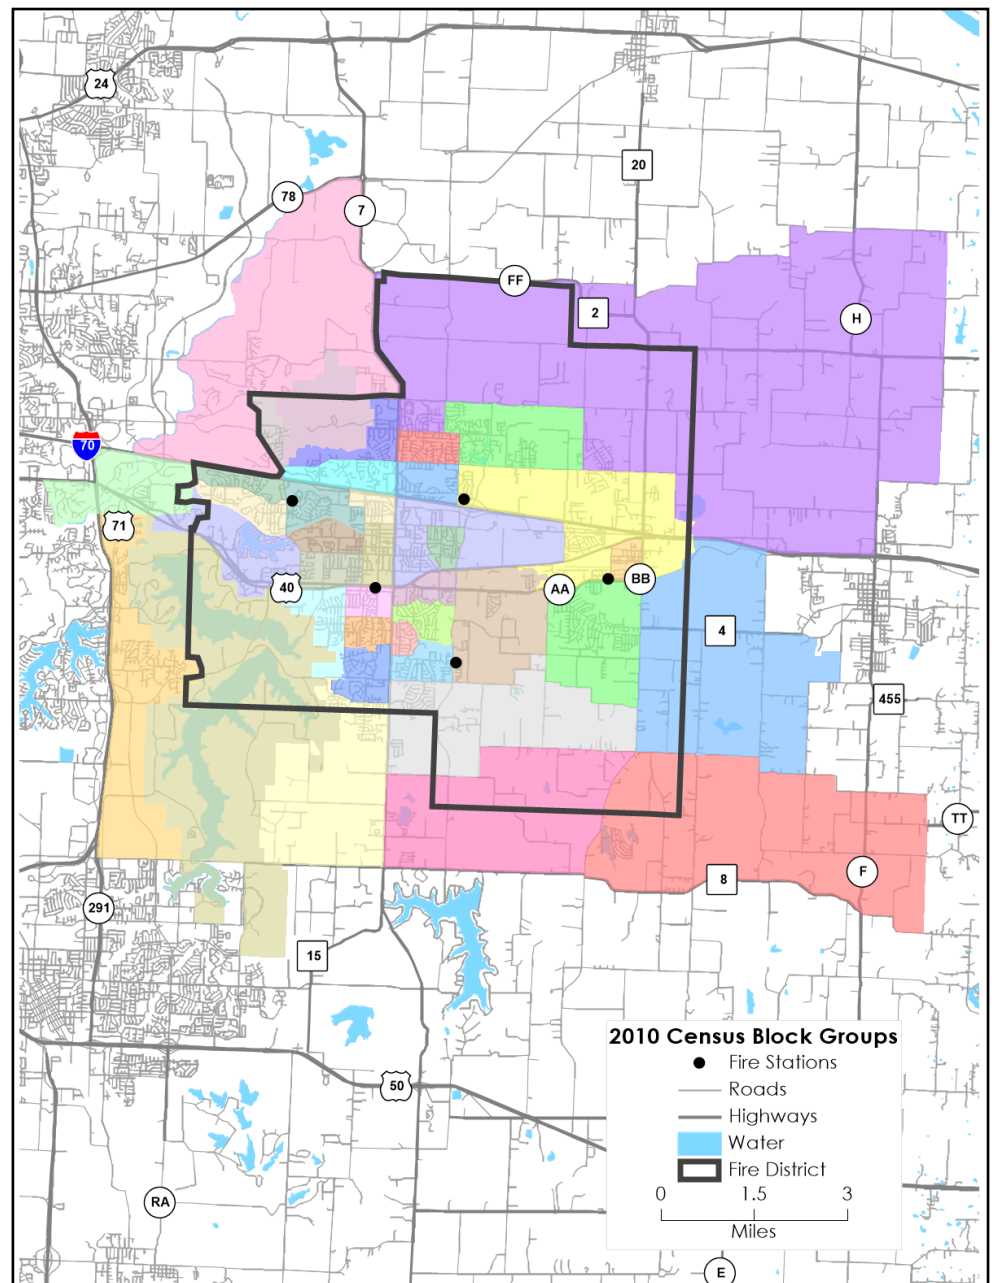 24
20
78
7
FF
2
H
70
71
40
AA
BB
4
455
TT
F
8
291
15
2010 Census Block Groups
Fire Stations
Roads
50
Highways
Water
Fire District
RA
0 1.5 3
Miles
E